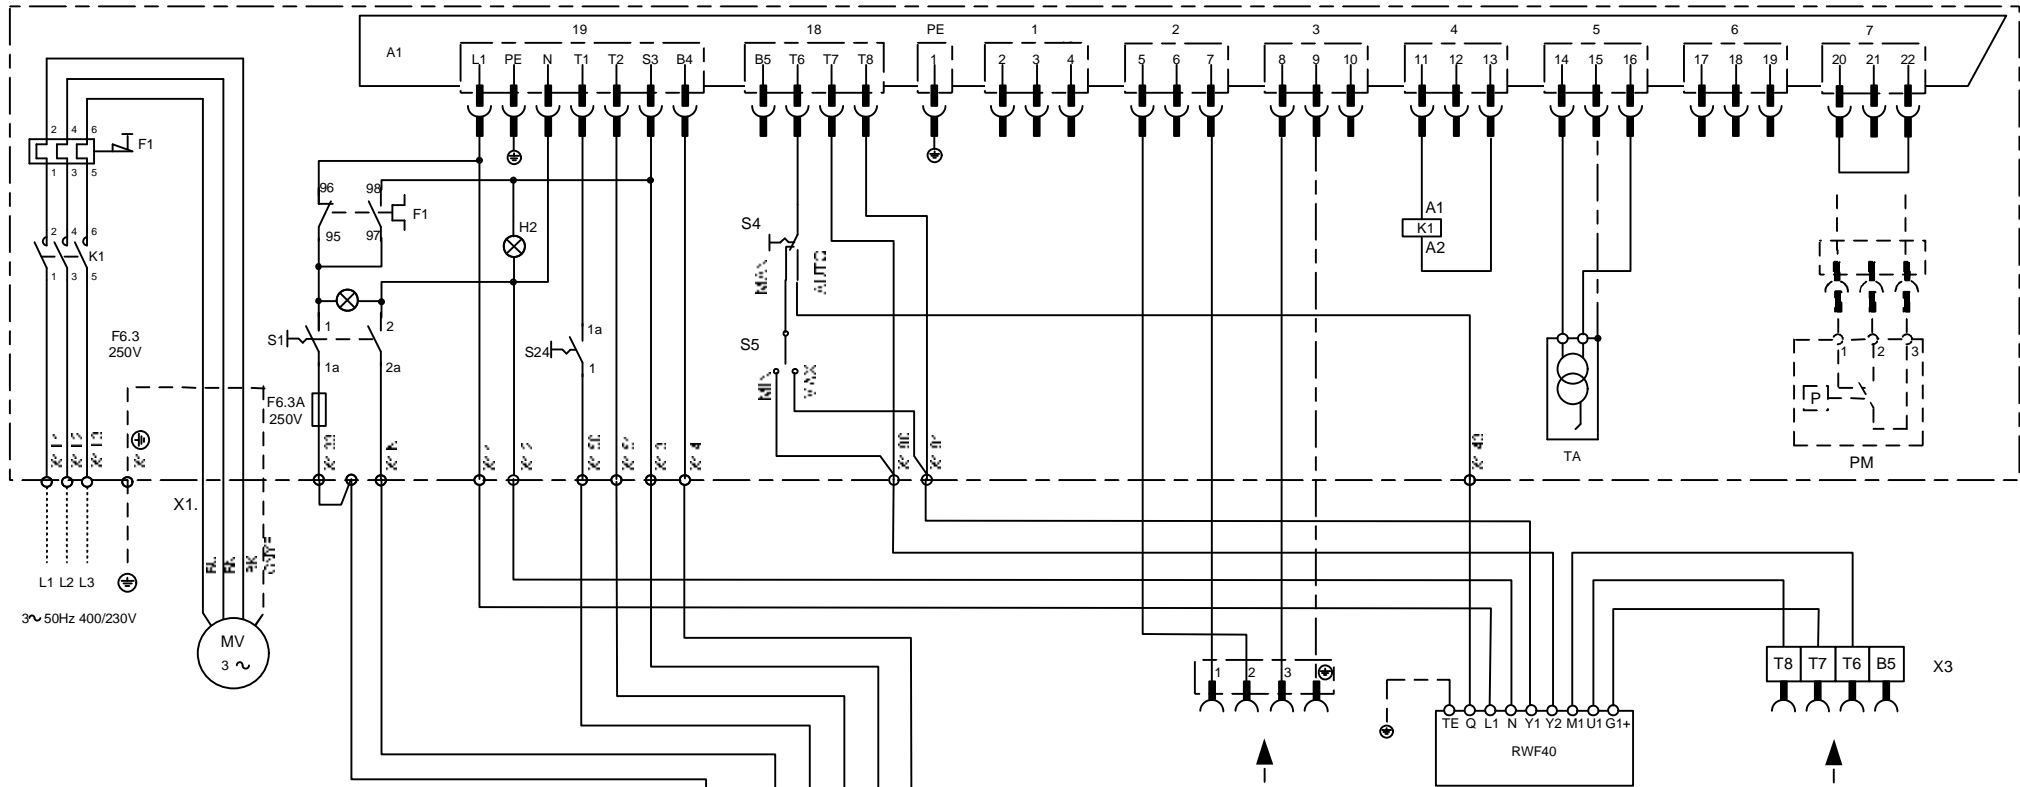 19 18 PE 1 2 3 4 5 6 7
A1
L1 PE N T1 T2 S3 B4 B5 T6 T7 T8 1 2 3 4 5 6 7 8 9 10 11 12 13 14 15 16 17 18 19 20 21 22
2 4 6
F1
1 3 5
96 98
F1
95 97
A1
K1
A2
S4
H2
2 4 6
K1
1 3 5
AUTO
1 2
S1
1a 2a
F6.3
250V
1a
S24
1
S5
1 2 3
P
F6.3A
250V
TA
PM
X1.
L1 L2 L3
3~ 50Hz 400/230V
MV
3 ~
1 2 3
T8 T7 T6 B5
X3
TE Q L1 N Y1 Y2 M1 U1 G1+
RWF40